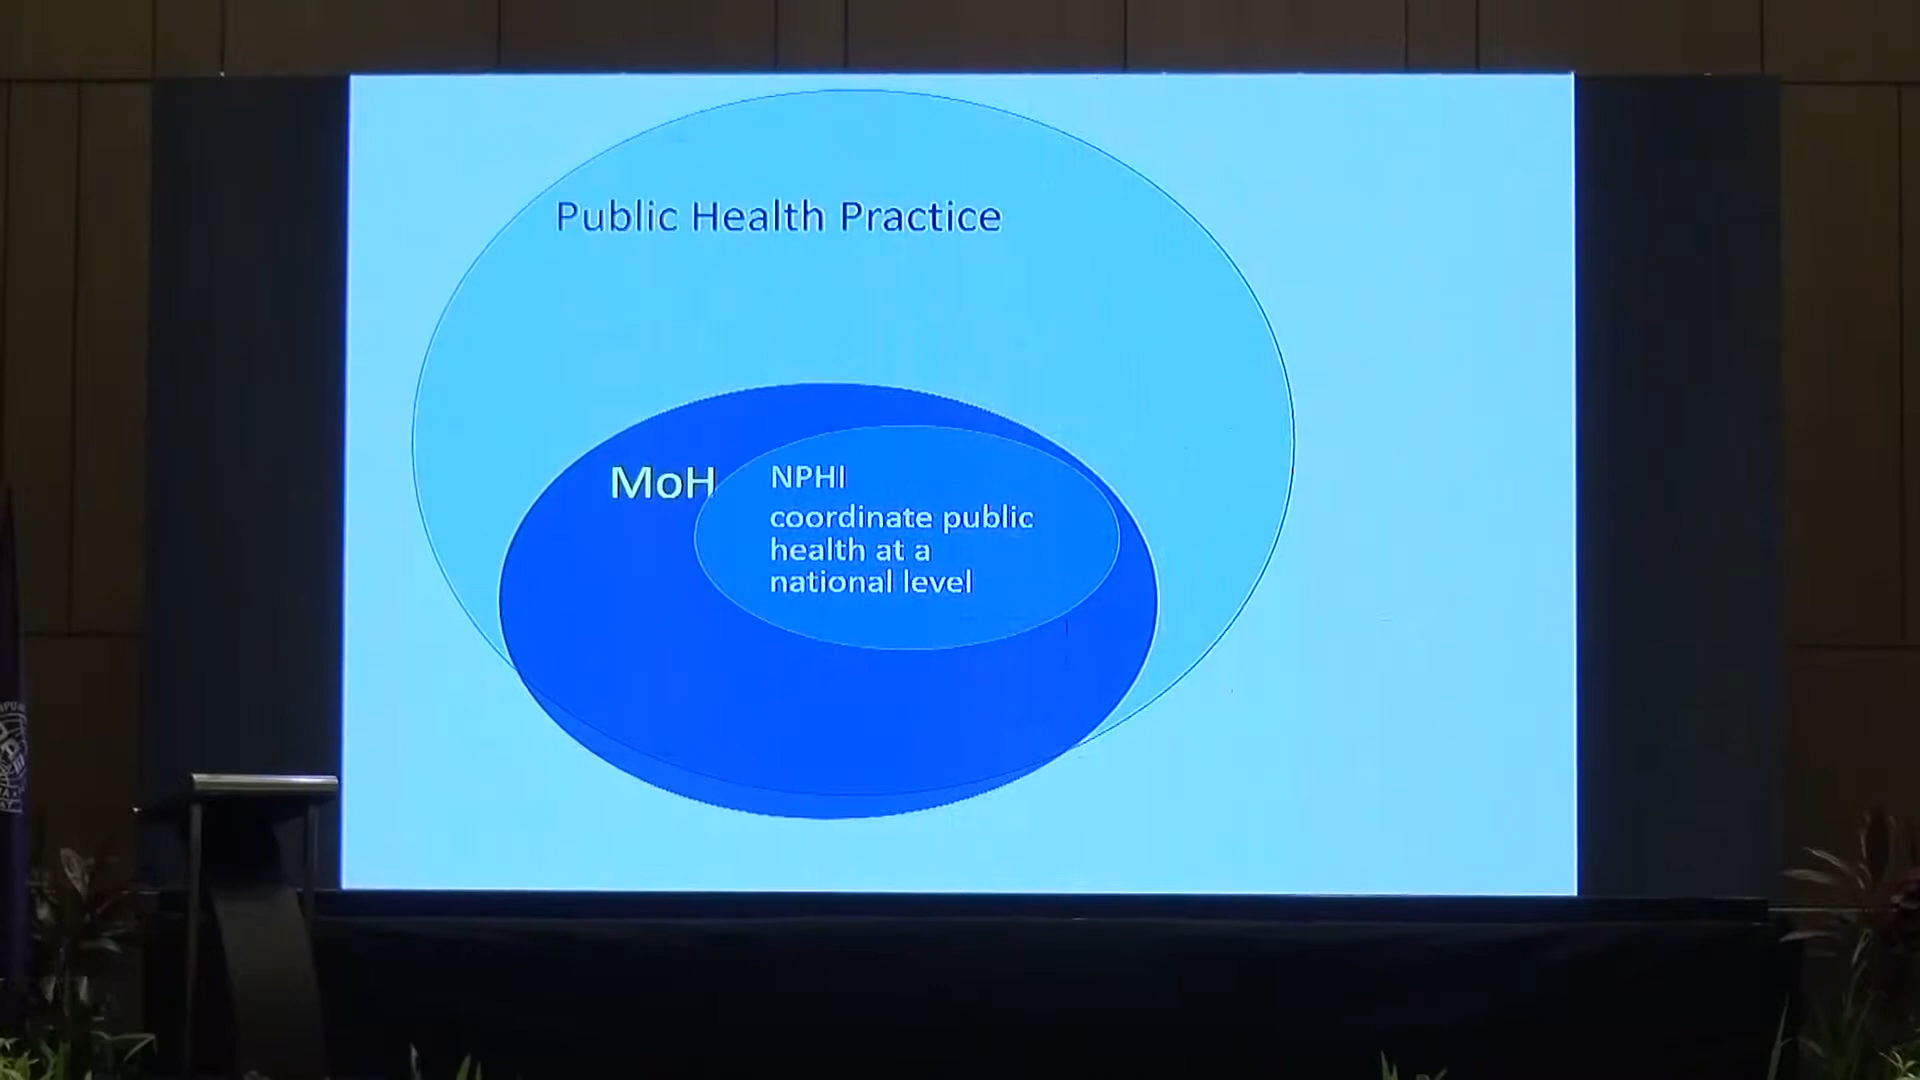 Public Health Practice
MoH
NPHI
coordinate public
health at a
national level